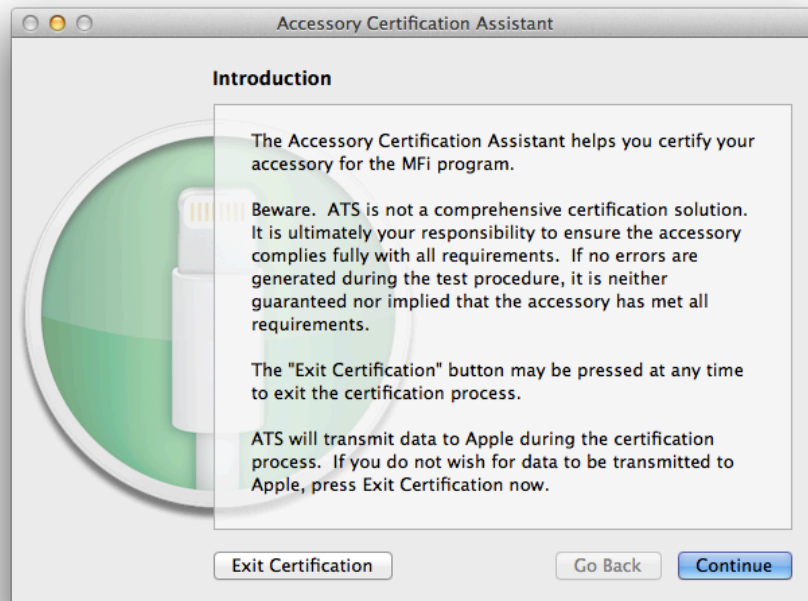 Accessory Certification Assistant
Introduction
The Accessory Certification Assistant helps you certify your
accessory for the MFi program.
Beware.  ATS is not a comprehensive certification solution.
It is ultimately your responsibility to ensure the accessory
complies fully with all requirements.  If no errors are
generated during the test procedure, it is neither
guaranteed nor implied that the accessory has met all
requirements.
The "Exit Certification" button may be pressed at any time
to exit the certification process.
ATS will transmit data to Apple during the certification
process.  If you do not wish for data to be transmitted to
Apple, press Exit Certification now.
Exit Certification
Go Back
Continue